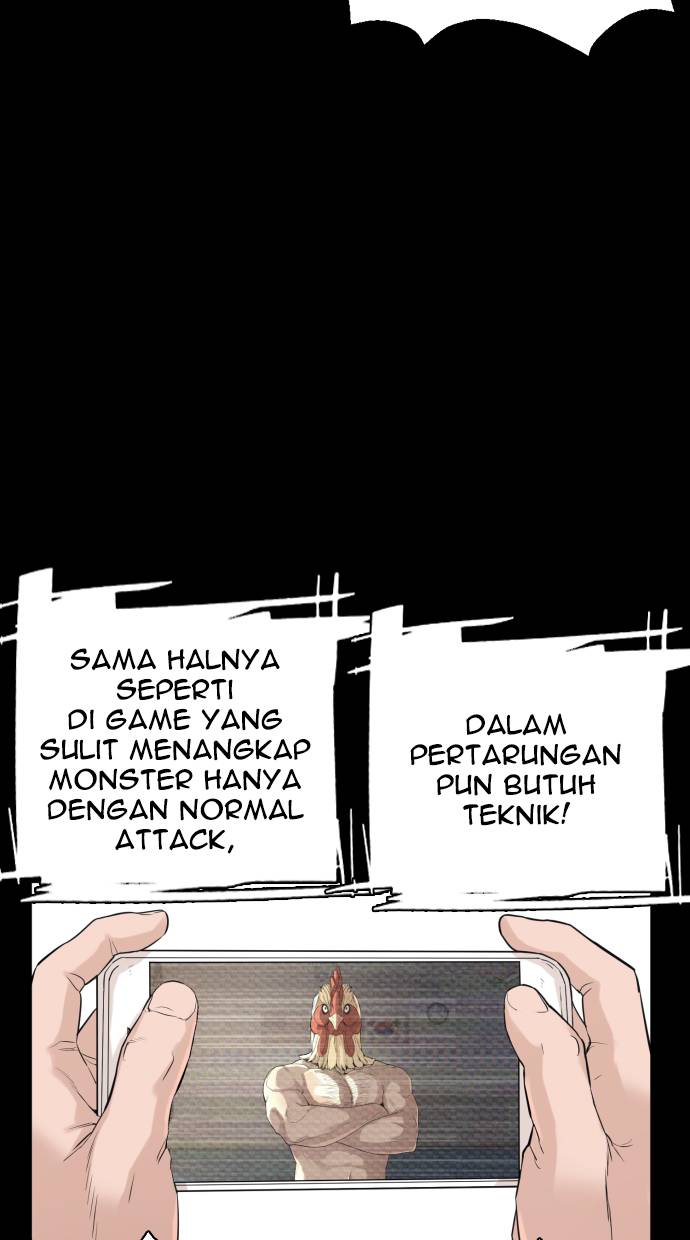 SAMA HALNYA
SEPERTI
DI GAME YANG
SULIT MENANGKAP
MONSTER HANYA
DENGAN NORMAL
ATTACK,
DALAM
PERTARUNGAN
PUN BUTUH
TEKNIK!